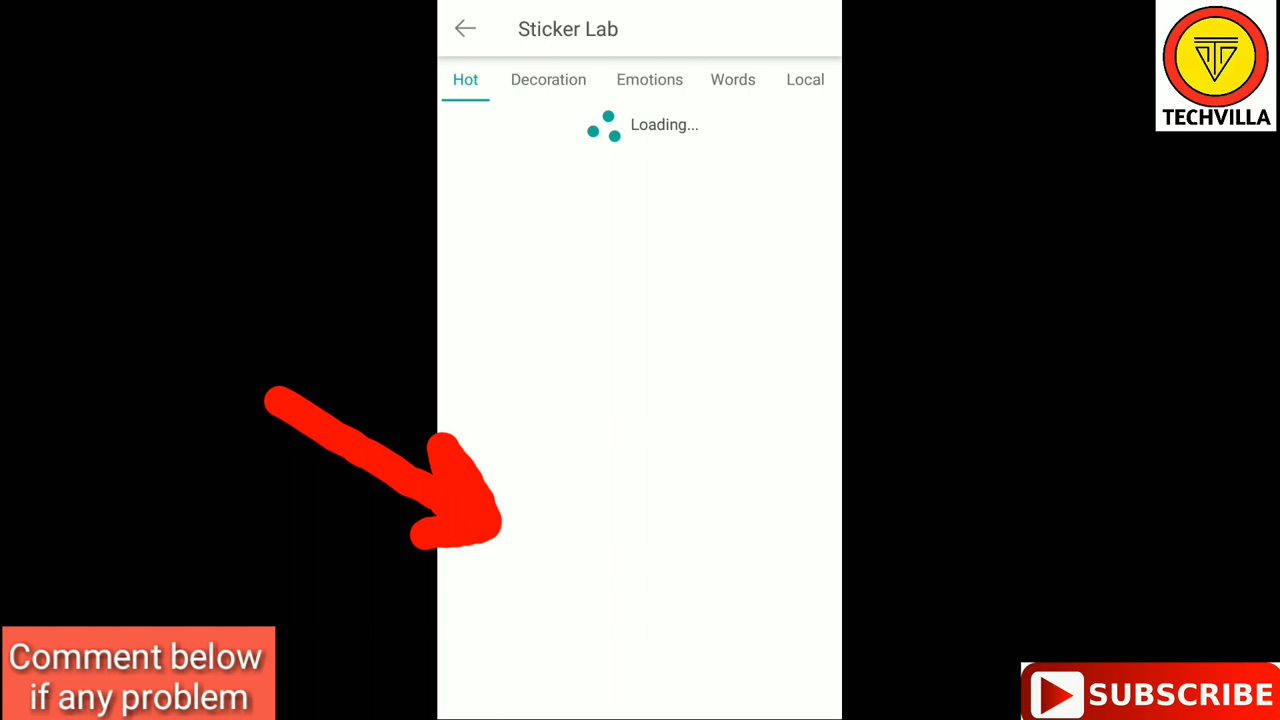 Sticker Lab
Hot Decoration Emotions Words Local
Loading...
TECHVILLA
Comment below
if any problem
SUBSCRIBE